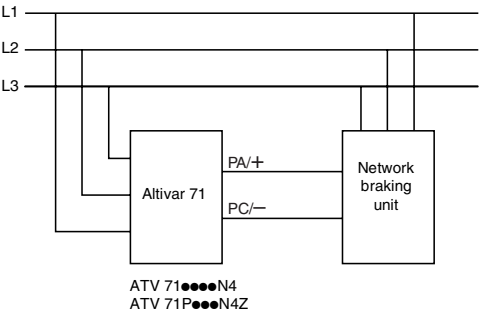 L1
L2
L3
Altivar 71
PA/+
PC/–
Network
braking
unit
ATV 71●●●●N4
ATV 71P●●●N4Z